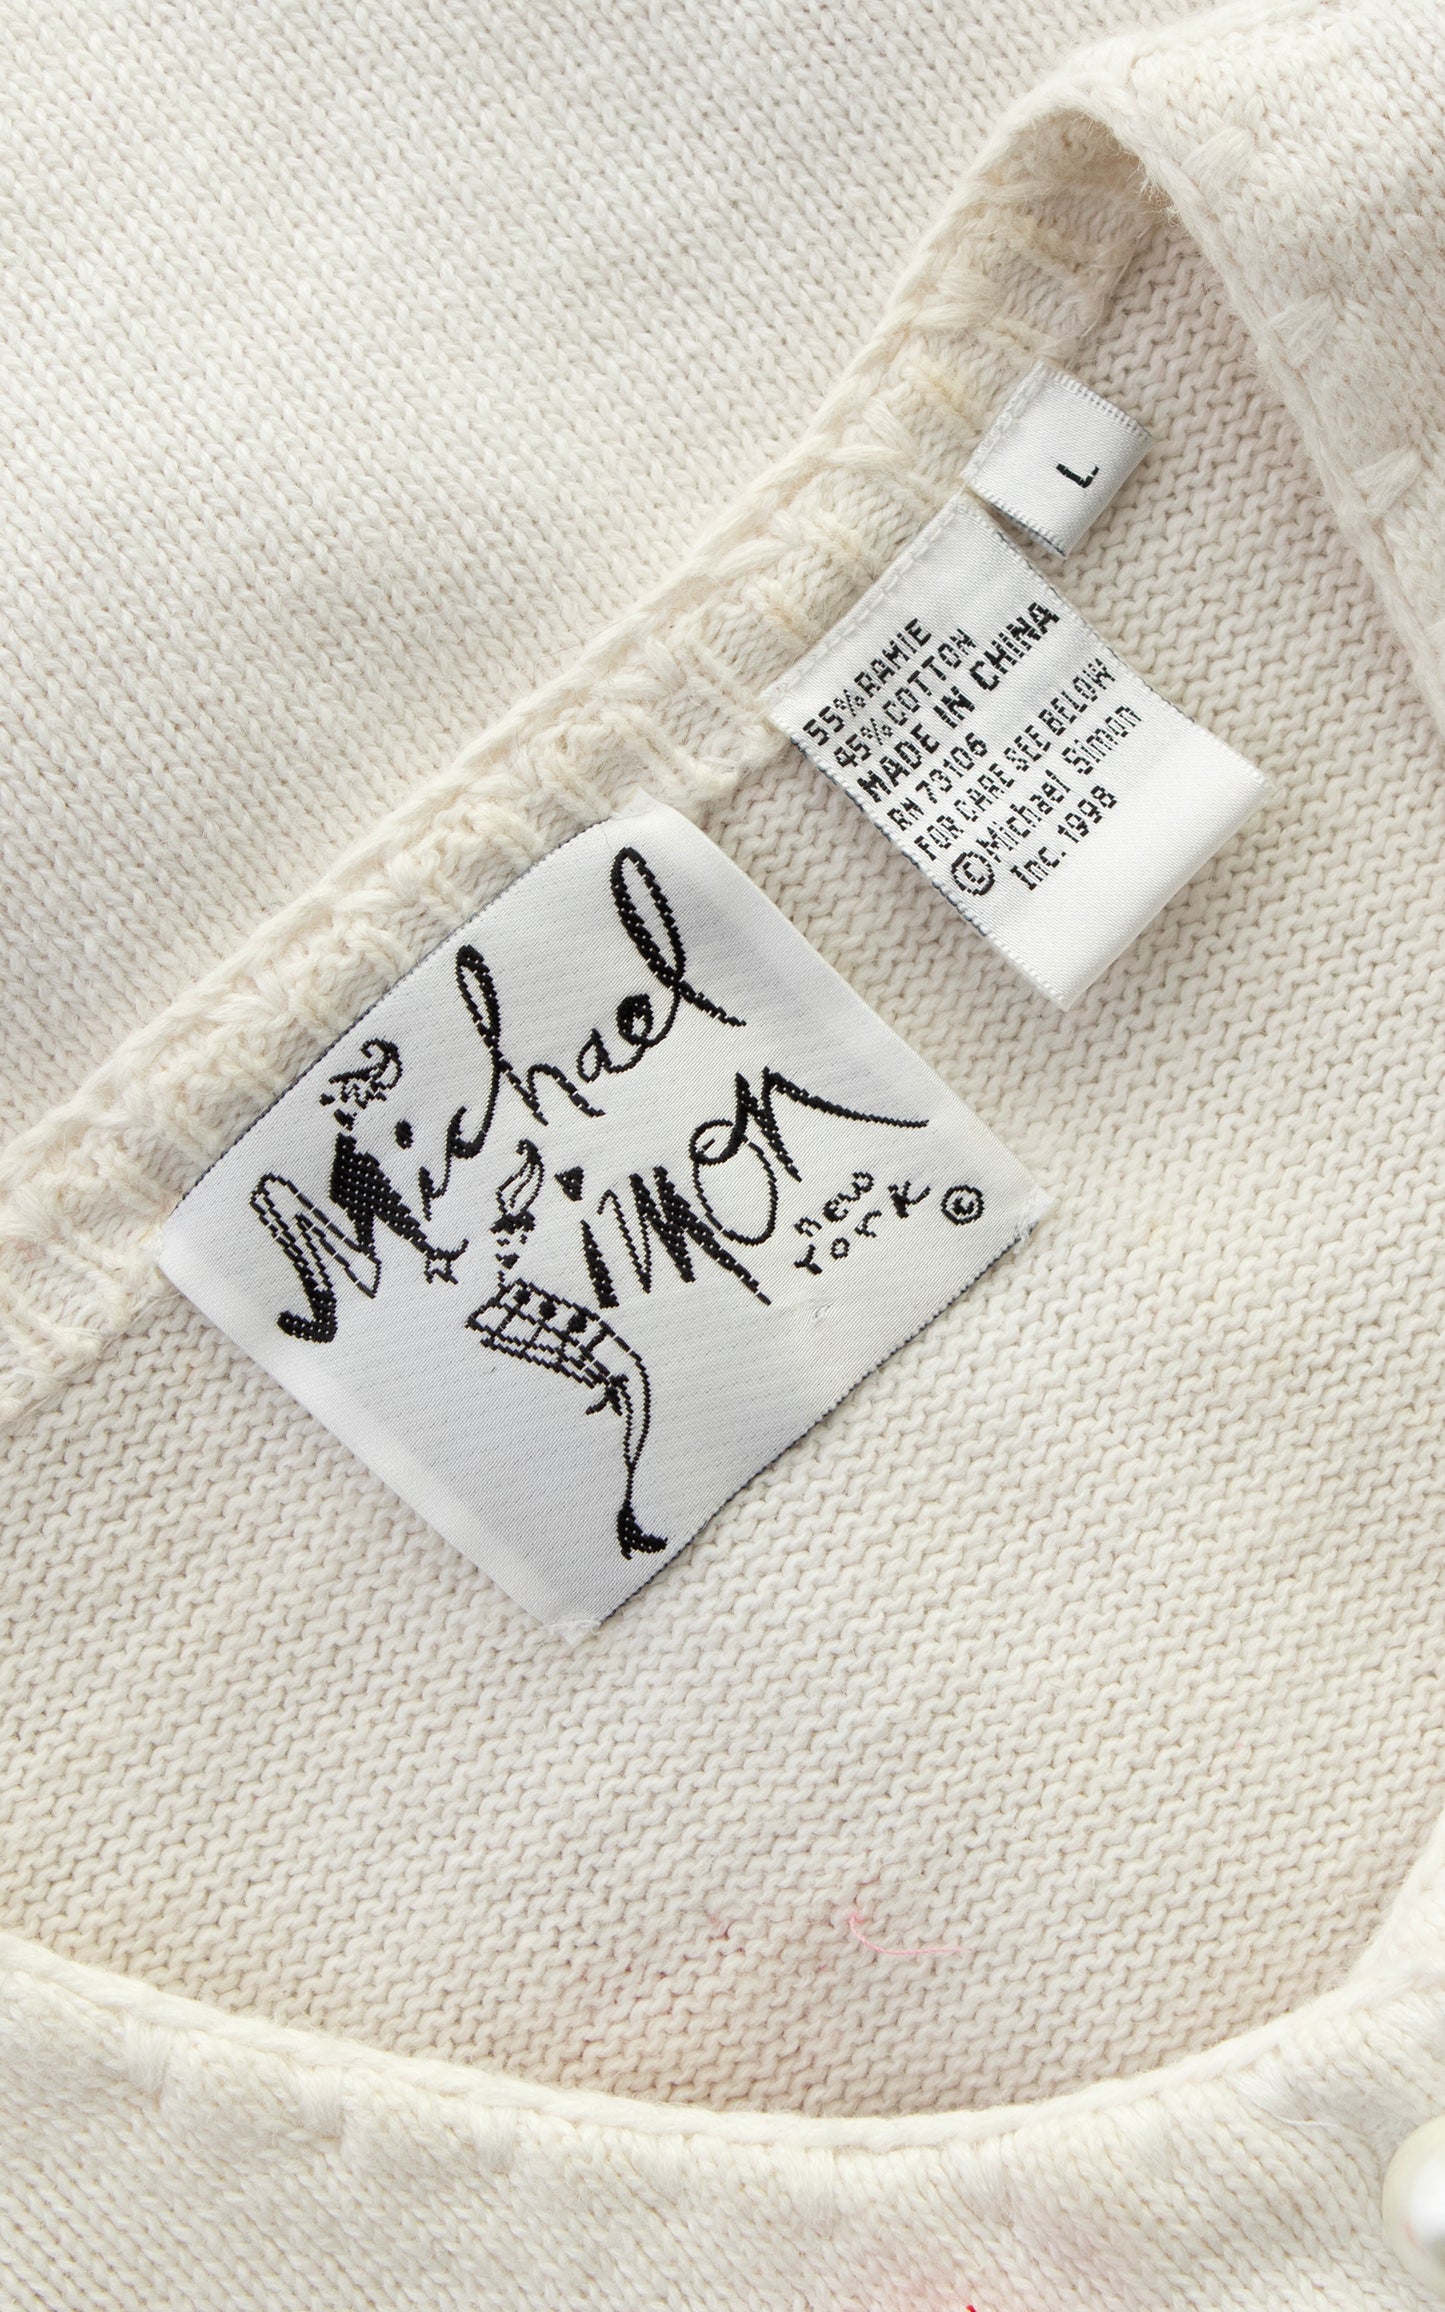 L
55% RAMIE
45% COTTON
MADE IN CHINA
RN 73106
FOR CARE SEE BELOW
©Michael Simon
Inc. 1998
Michael
Simon
new
York ©